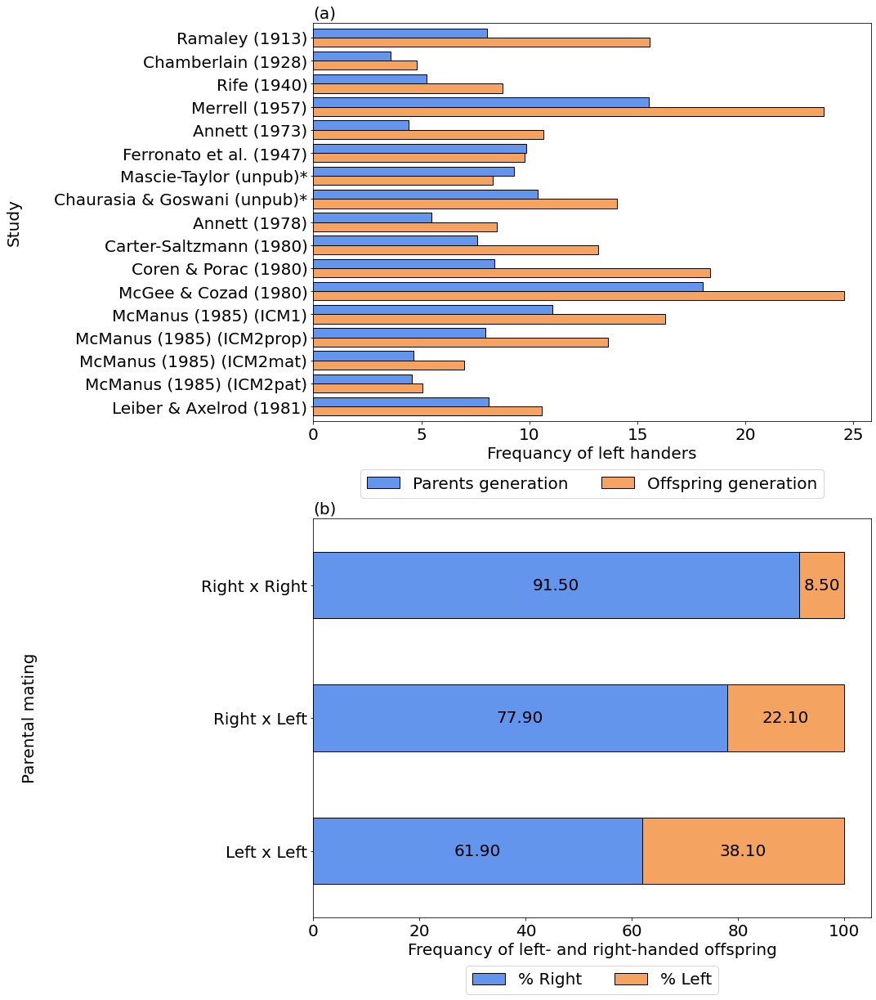 (a)
Ramaley (1913)
Chamberlain (1928)
Rife (1940)
Merrell (1957)
Annett (1973)
Ferronato et al. (1947)
Mascie-Taylor (unpub)*
Chaurasia & Goswani (unpub)*
Annett (1978)
Carter-Saltzmann (1980)
Coren & Porac (1980)
McGee & Cozad (1980)
McManus (1985) (ICM1)
McManus (1985) (ICM2prop)
McManus (1985) (ICM2mat)
McManus (1985) (ICM2pat)
Leiber & Axelrod (1981)
Study
0 5 10 15 20 25
Frequancy of left handers
Parents generation Offspring generation
(b)
Right x Right 91.50 8.50
Right x Left 77.90 22.10
Left x Left 61.90 38.10
Parental mating
0 20 40 60 80 100
Frequancy of left- and right-handed offspring
% Right % Left